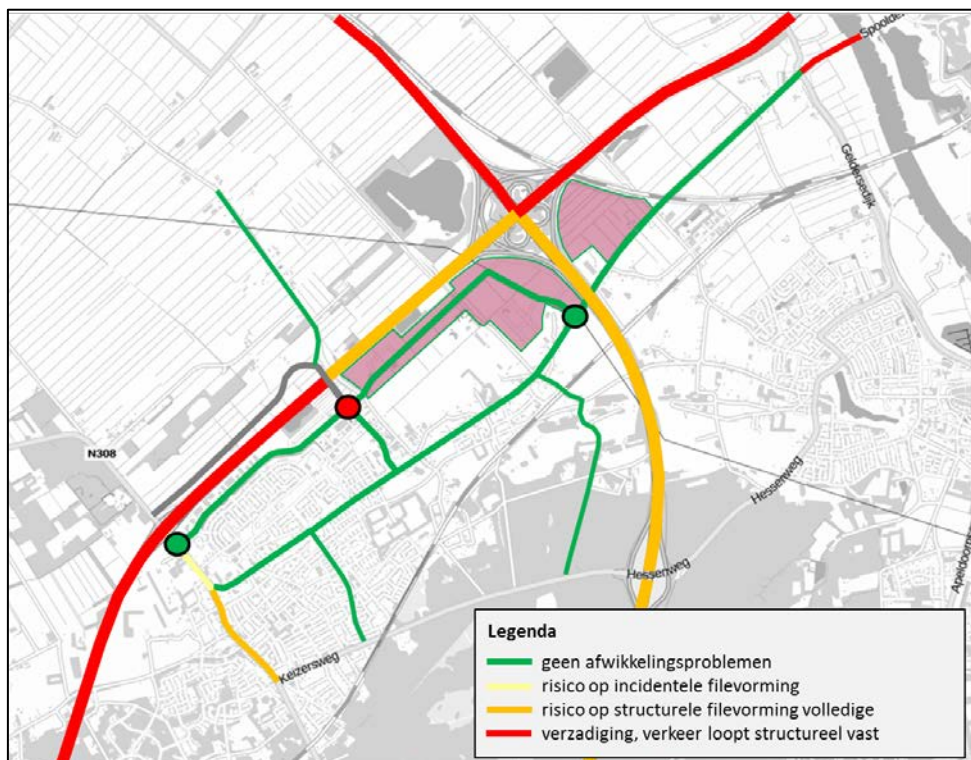 Spoolder
Geldersedijk
N308
Hessenweg
Hessenweg
Apeldoorn
Keizersweg
Legenda
geen afwikkelingsproblemen
risico op incidentele filevorming
risico op structurele filevorming volledige
verzadiging, verkeer loopt structureel vast